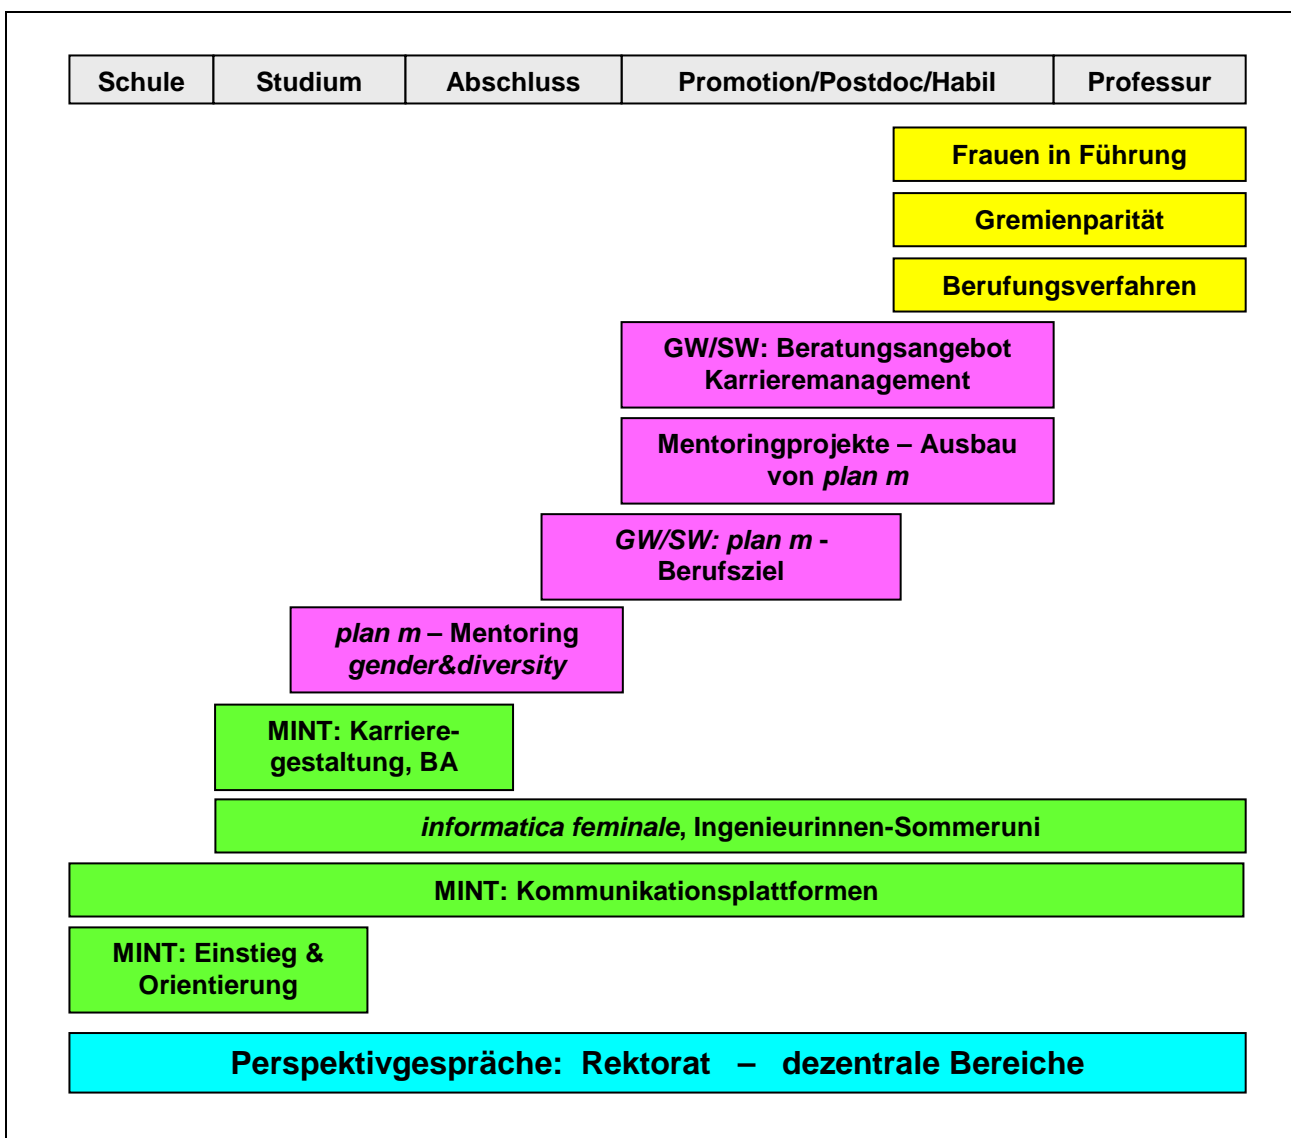 Schule Studium Abschluss Promotion/Postdoc/Habil Professur
Frauen in Führung
Gremienparität
Berufungsverfahren
GW/SW: Beratungsangebot
Karrieremanagement
Mentoringprojekte – Ausbau
von plan m
GW/SW: plan m -
Berufsziel
plan m – Mentoring
gender&diversity
MINT: Karriere-
gestaltung, BA
informatica feminale, Ingenieurinnen-Sommeruni
MINT: Kommunikationsplattformen
MINT: Einstieg &
Orientierung
Perspektivgespräche: Rektorat – dezentrale Bereiche